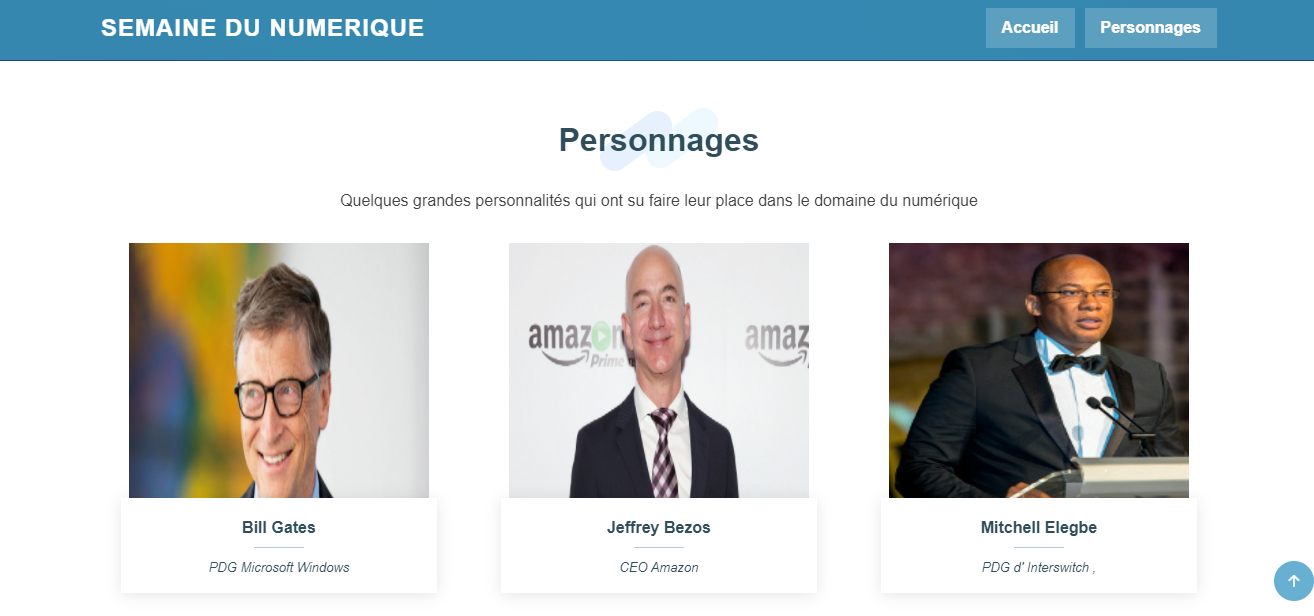 SEMAINE DU NUMERIQUE
Accueil
Personnages
Personnages
Quelques grandes personnalités qui ont su faire leur place dans le domaine du numérique
amazon
Prime
amaz
Bill Gates
Jeffrey Bezos
Mitchell Elegbe
PDG Microsoft Windows
CEO Amazon
PDG d' Interswitch ,